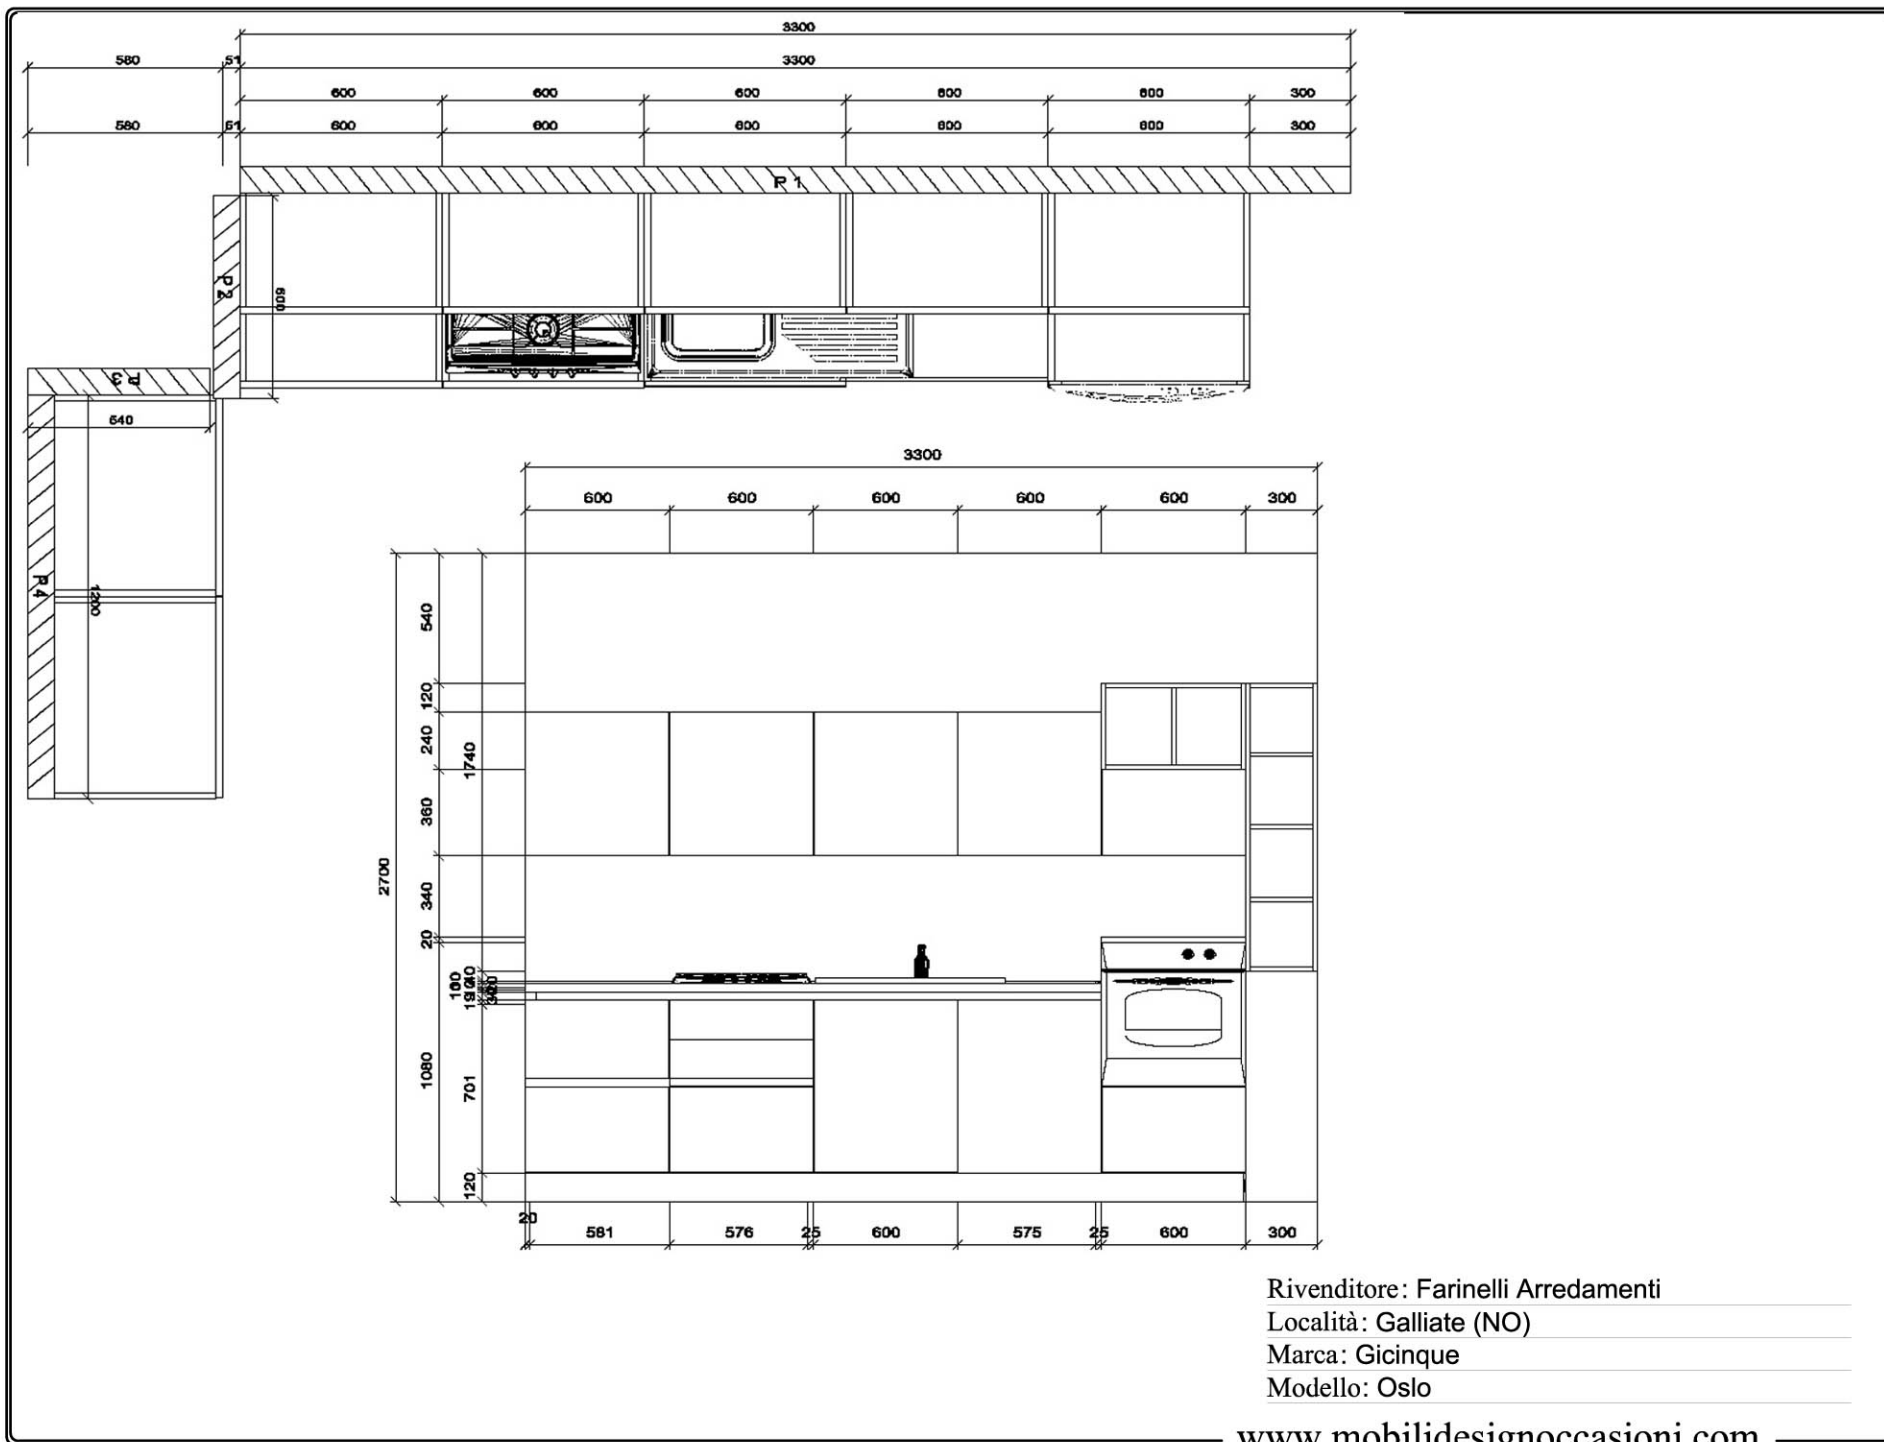 3300
580 51 3300
600 600 600 600 600 300
580 51 600 600 600 600 600 300
P 1
P 2
600
P 3
540
P 4
1200
3300
600 600 600 600 600 300
540
120
240
1740
360
2700
340
20
1080
701
120
20
581 576 25 600 575 25 600 300
Rivenditore: Farinelli Arredamenti
Località: Galliate (NO)
Marca: Gicinque
Modello: Oslo
www.mobilidesignoccasioni.com